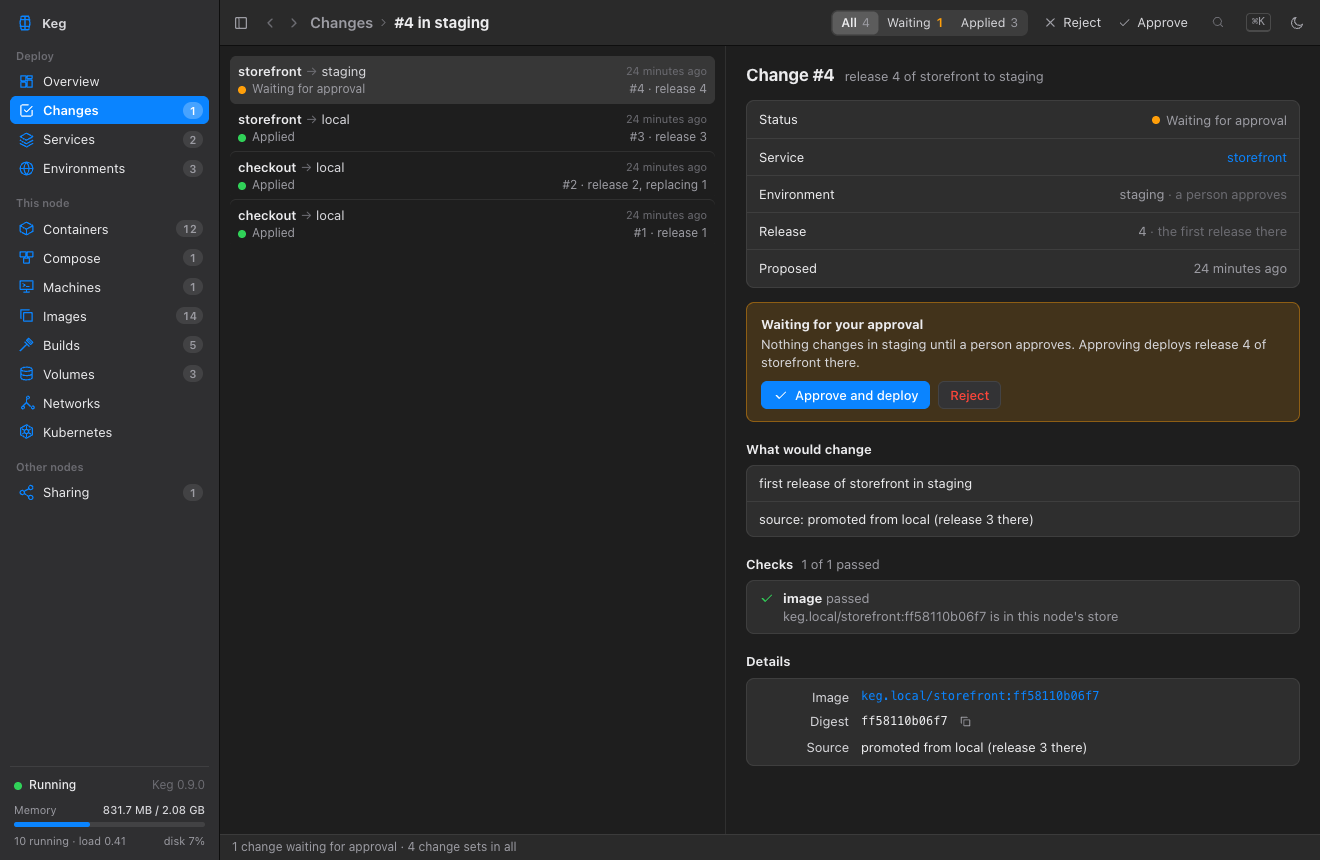 Keg
Deploy
Overview
Changes 1
Services 2
Environments 3
This node
Containers 12
Compose 1
Machines 1
Images 14
Builds 5
Volumes 3
Networks
Kubernetes
Other nodes
Sharing 1
Running Keg 0.9.0
Memory 831.7 MB / 2.08 GB
10 running · load 0.41 disk 7%
Changes › #4 in staging
All 4 Waiting 1 Applied 3 Reject Approve ⌘K
storefront → staging 24 minutes ago
Waiting for approval #4 · release 4
storefront → local 24 minutes ago
Applied #3 · release 3
checkout → local 24 minutes ago
Applied #2 · release 2, replacing 1
checkout → local 24 minutes ago
Applied #1 · release 1
Change #4 release 4 of storefront to staging
Status Waiting for approval
Service storefront
Environment staging · a person approves
Release 4 · the first release there
Proposed 24 minutes ago
Waiting for your approval
Nothing changes in staging until a person approves. Approving deploys release 4 of
storefront there.
Approve and deploy Reject
What would change
first release of storefront in staging
source: promoted from local (release 3 there)
Checks 1 of 1 passed
image passed
keg.local/storefront:ff58110b06f7 is in this node's store
Details
Image keg.local/storefront:ff58110b06f7
Digest ff58110b06f7
Source promoted from local (release 3 there)
1 change waiting for approval · 4 change sets in all